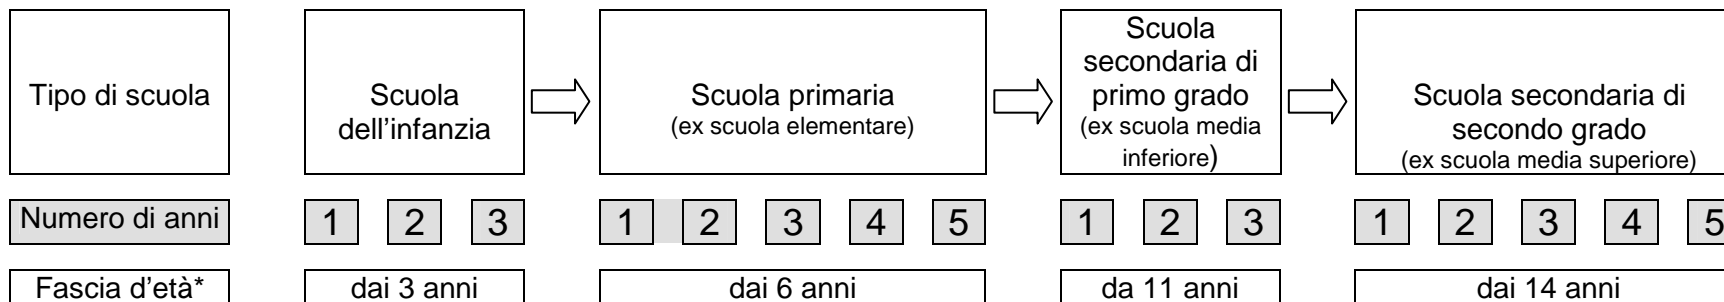 Tipo di scuola
Scuola
dell’infanzia
Scuola primaria
(ex scuola elementare)
Scuola
secondaria di
primo grado
(ex scuola media
inferiore)
Scuola secondaria di
secondo grado
(ex scuola media superiore)
Numero di anni
1 2 3
1 2 3 4 5
1 2 3
1 2 3 4 5
Fascia d’età*
dai 3 anni
dai 6 anni
da 11 anni
dai 14 anni